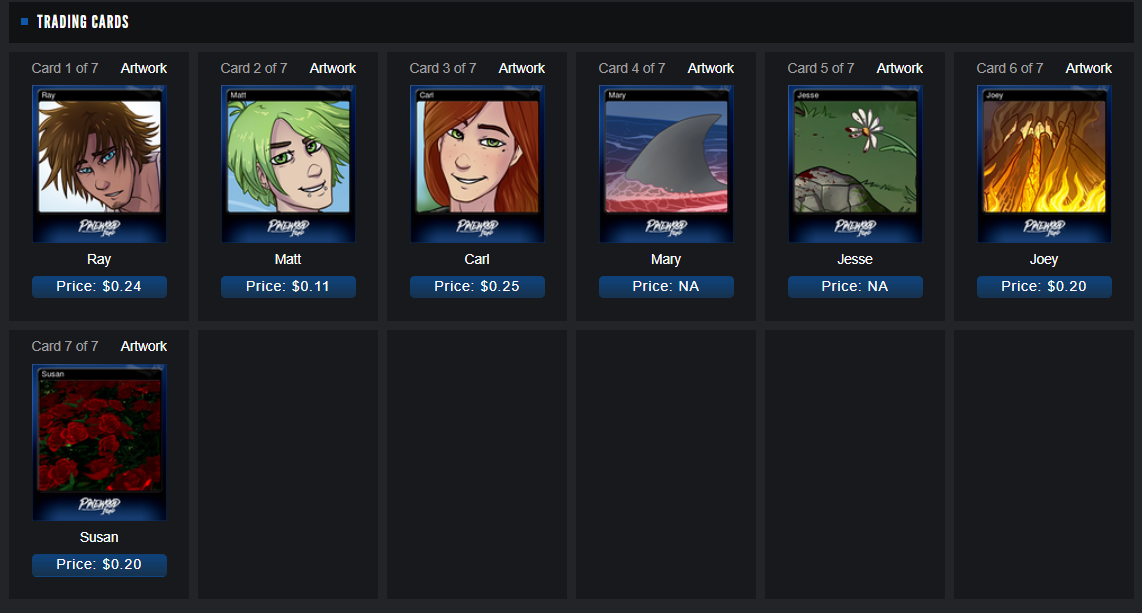 TRADING CARDS
Card 1 of 7 Artwork
Card 2 of 7 Artwork
Card 3 of 7 Artwork
Card 4 of 7 Artwork
Card 5 of 7 Artwork
Card 6 of 7 Artwork
Ray
Matt
Carl
Mary
Jesse
Joey
PINEWOOD
PINEWOOD
PINEWOOD
PINEWOOD
PINEWOOD
PINEWOOD
Ray
Matt
Carl
Mary
Jesse
Joey
Price: $0.24
Price: $0.11
Price: $0.25
Price: NA
Price: NA
Price: $0.20
Card 7 of 7 Artwork
Susan
PINEWOOD
Susan
Price: $0.20